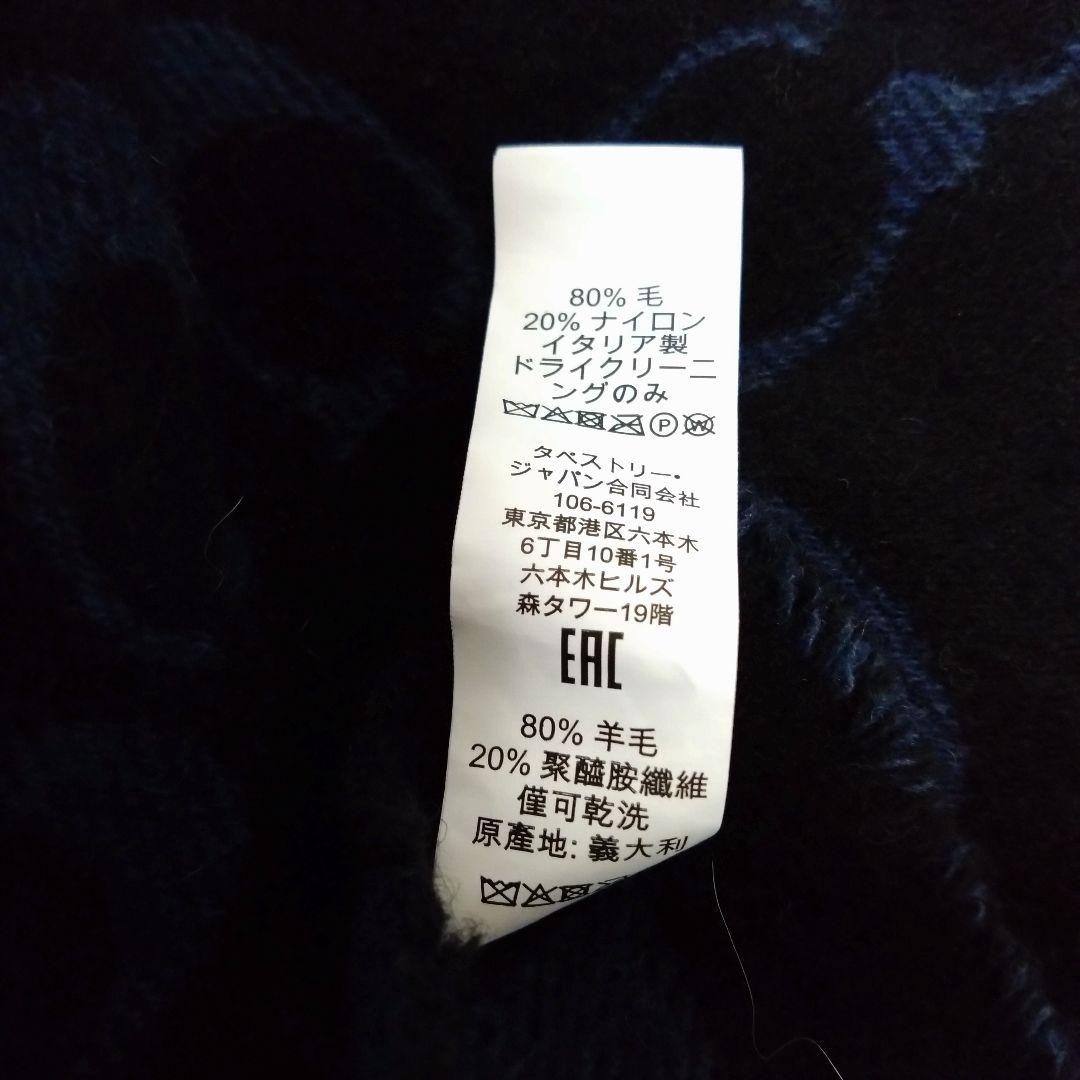 80% 毛
20% ナイロン
イタリア製
ドライクリーニ
ングのみ
P W
タペストリー・
ジャパン合同会社
106-6119
東京都港区六本木
6丁目10番1号
六本木ヒルズ
森タワー19階
EAC
80% 羊毛
20% 聚醯胺纖維
僅可乾洗
原產地: 義大利